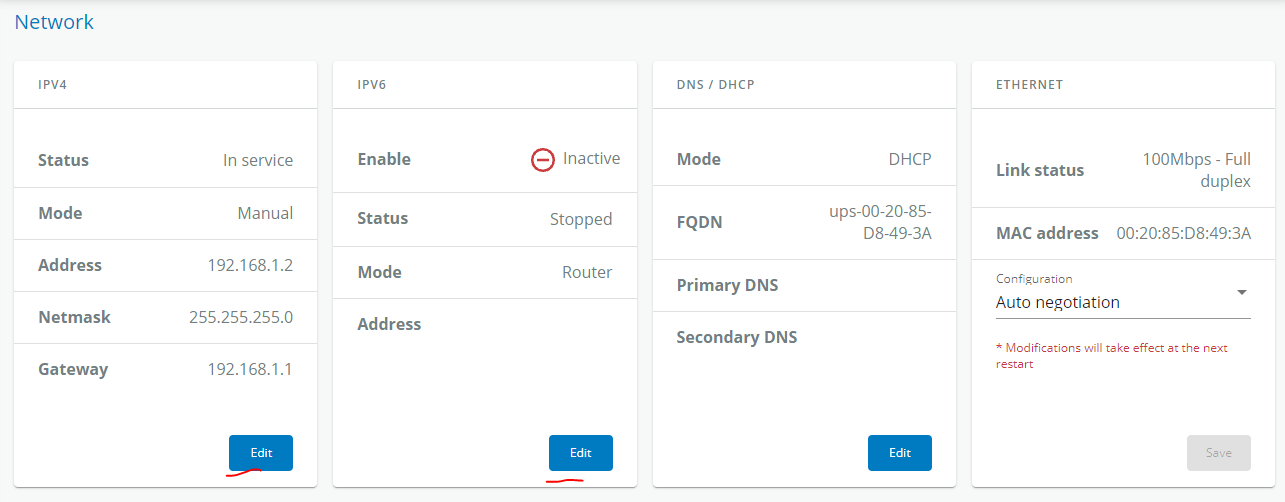 Network
IPV4
Status In service
Mode Manual
Address 192.168.1.2
Netmask 255.255.255.0
Gateway 192.168.1.1
Edit
IPV6
Enable Inactive
Status Stopped
Mode Router
Address
Edit
DNS / DHCP
Mode DHCP
FQDN ups-00-20-85-
D8-49-3A
Primary DNS
Secondary DNS
Edit
ETHERNET
Link status 100Mbps - Full
duplex
MAC address 00:20:85:D8:49:3A
Configuration
Auto negotiation
* Modifications will take effect at the next
restart
Save